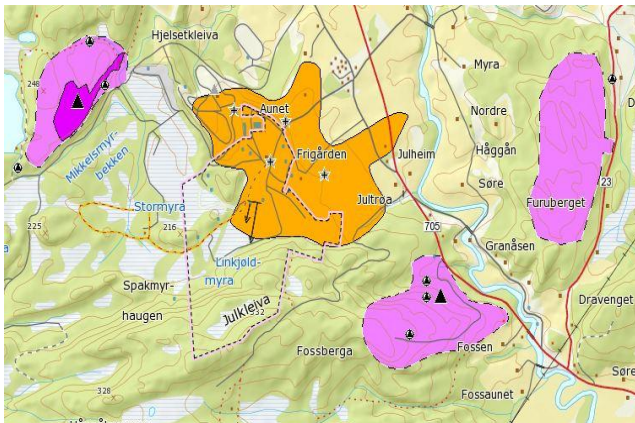 Hjelsetkleiva
Myra
248
Aunet
Nordre
Mikkelsmyr-
bekken
Frigården
Julheim
Håggån
Søre
23
Stormyra
Jultrøa
Furuberget
225
216
705
Granåsen
Linkjøld-
myra
Spakmyr-
haugen
Julkleiva
332
Dravenget
Fossberga
Fossen
328
Fossaunet
Søre